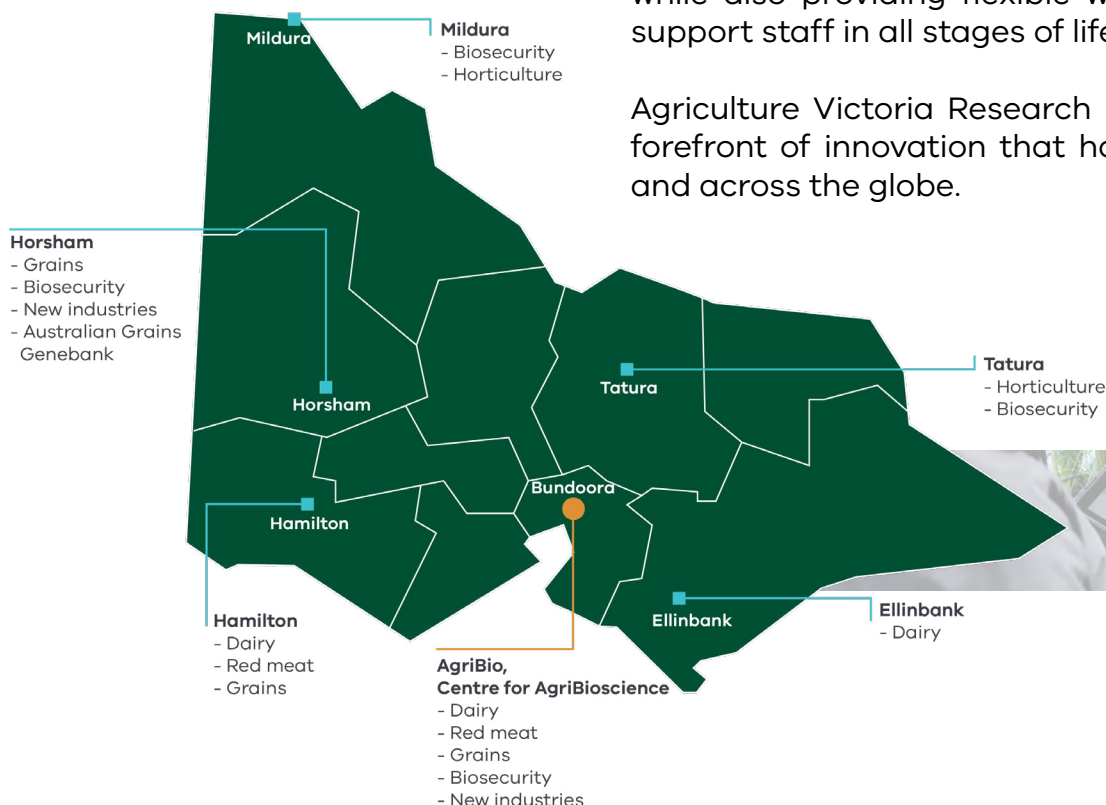 while also providing flexible
support staff in all stages of life
Agriculture Victoria Research
forefront of innovation that
and across the globe.
Mildura
Mildura
- Biosecurity
- Horticulture
Horsham
- Grains
- Biosecurity
- New industries
- Australian Grains
Genebank
Horsham
Tatura
Tatura
- Horticulture
- Biosecurity
Bundoora
Hamilton
Ellinbank
Ellinbank
- Dairy
Hamilton
- Dairy
- Red meat
- Grains
AgriBio,
Centre for AgriBioscience
- Dairy
- Red meat
- Grains
- Biosecurity
- New industries